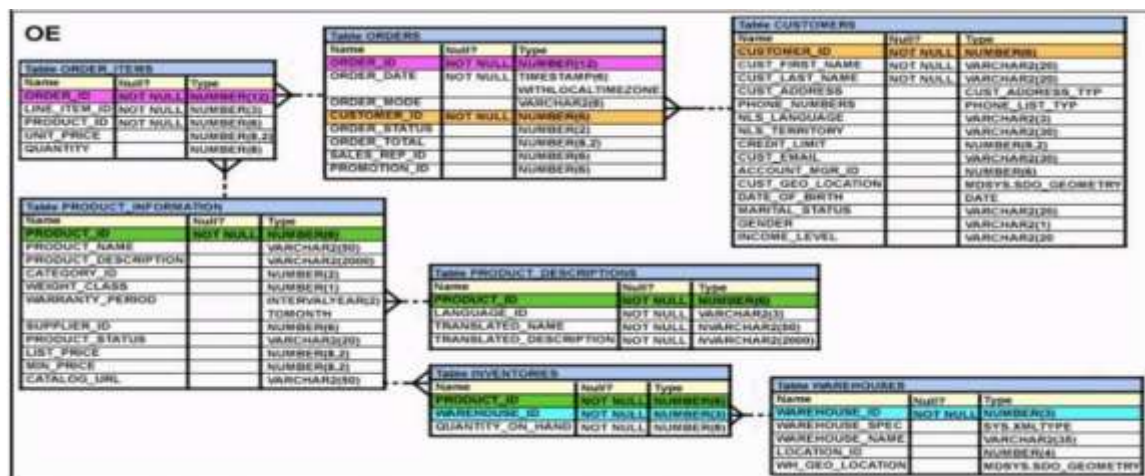 OE
Table ORDER_ITEMS
Name Null? Type
ORDER_ID NOT NULL NUMBER(12)
LINE_ITEM_ID NOT NULL NUMBER(3)
PRODUCT_ID NOT NULL NUMBER(6)
UNIT_PRICE NUMBER(8,2)
QUANTITY NUMBER(8)
Table ORDERS
Name Null? Type
ORDER_ID NOT NULL NUMBER(12)
ORDER_DATE NOT NULL TIMESTAMP(6)
WITHLOCALTIMEZONE
ORDER_MODE VARCHAR2(8)
CUSTOMER_ID NOT NULL NUMBER(6)
ORDER_STATUS NUMBER(2)
ORDER_TOTAL NUMBER(8,2)
SALES_REP_ID NUMBER(6)
PROMOTION_ID NUMBER(6)
Table CUSTOMERS
Name Null? Type
CUSTOMER_ID NOT NULL NUMBER(6)
CUST_FIRST_NAME NOT NULL VARCHAR2(20)
CUST_LAST_NAME NOT NULL VARCHAR2(20)
CUST_ADDRESS CUST_ADDRESS_TYP
PHONE_NUMBERS PHONE_LIST_TYP
NLS_LANGUAGE VARCHAR2(3)
NLS_TERRITORY VARCHAR2(30)
CREDIT_LIMIT NUMBER(9,2)
CUST_EMAIL VARCHAR2(30)
ACCOUNT_MGR_ID NUMBER(6)
CUST_GEO_LOCATION MDSYS.SDO_GEOMETRY
DATE_OF_BIRTH DATE
MARITAL_STATUS VARCHAR2(20)
GENDER VARCHAR2(1)
INCOME_LEVEL VARCHAR2(20
Table PRODUCT_INFORMATION
Name Null? Type
PRODUCT_ID NOT NULL NUMBER(6)
PRODUCT_NAME VARCHAR2(50)
PRODUCT_DESCRIPTION VARCHAR2(2000)
CATEGORY_ID NUMBER(2)
WEIGHT_CLASS NUMBER(1)
WARRANTY_PERIOD INTERVALYEAR(2)
TOMONTH
SUPPLIER_ID NUMBER(6)
PRODUCT_STATUS VARCHAR2(20)
LIST_PRICE NUMBER(8,2)
MIN_PRICE NUMBER(8,2)
CATALOG_URL VARCHAR2(50)
Table PRODUCT_DESCRIPTIONS
Name Null? Type
PRODUCT_ID NOT NULL NUMBER(6)
LANGUAGE_ID NOT NULL VARCHAR2(3)
TRANSLATED_NAME NOT NULL NVARCHAR2(50)
TRANSLATED_DESCRIPTION NOT NULL NVARCHAR2(2000)
Table INVENTORIES
Name Null? Type
PRODUCT_ID NOT NULL NUMBER(6)
WAREHOUSE_ID NOT NULL NUMBER(3)
QUANTITY_ON_HAND NOT NULL NUMBER(8)
Table WAREHOUSES
Name Null? Type
WAREHOUSE_ID NOT NULL NUMBER(3)
WAREHOUSE_SPEC SYS.XMLTYPE
WAREHOUSE_NAME VARCHAR2(35)
LOCATION_ID NUMBER(4)
WH_GEO_LOCATION MDSYS.SDO_GEOMETRY